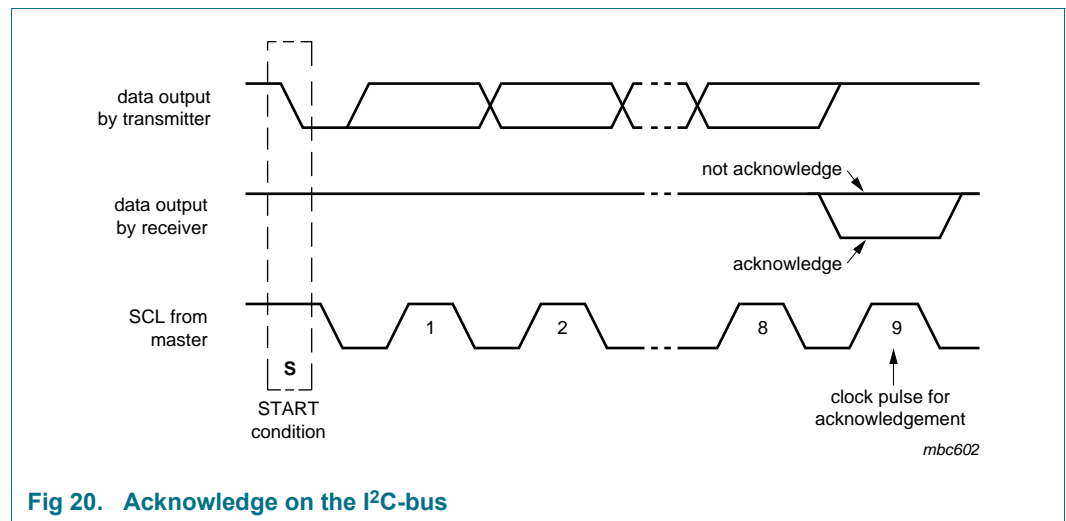 data output
by transmitter
not acknowledge
data output
by receiver
acknowledge
SCL from
master
1
2
8
9
S
START
condition
clock pulse for
acknowledgement
mbc602
Fig 20. Acknowledge on the I²C-bus